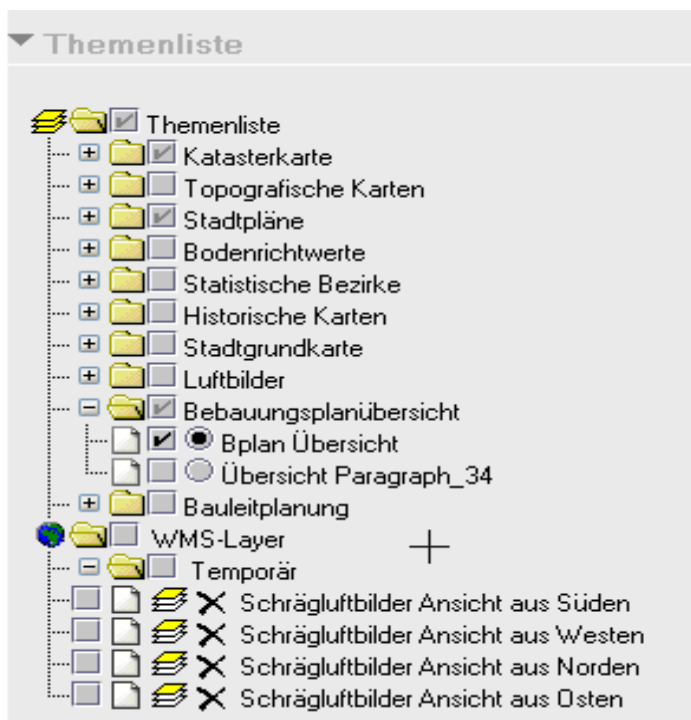 Themenliste
Themenliste
Katasterkarte
Topografische Karten
Stadtpläne
Bodenrichtwerte
Statistische Bezirke
Historische Karten
Stadtgrundkarte
Luftbilder
Bebauungsplanübersicht
Bplan Übersicht
Übersicht Paragraph_34
Bauleitplanung
WMS-Layer
Temporär
Schrägluftbilder Ansicht aus Süden
Schrägluftbilder Ansicht aus Westen
Schrägluftbilder Ansicht aus Norden
Schrägluftbilder Ansicht aus Osten